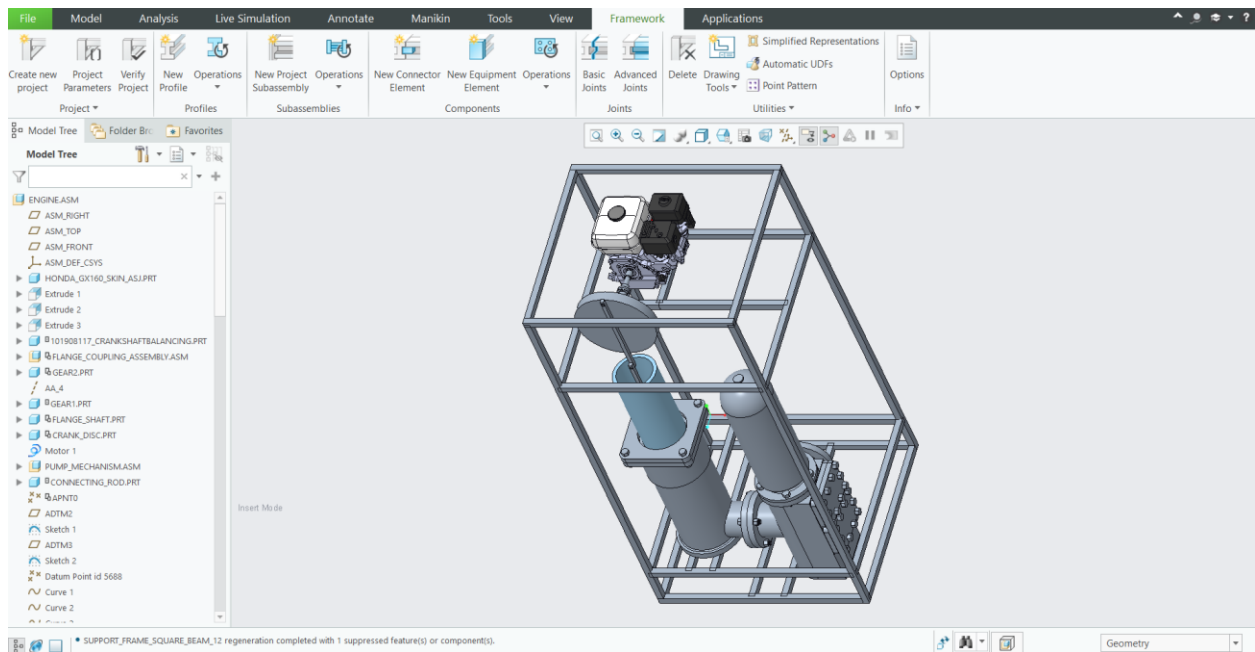 File Model Analysis Live Simulation Annotate Manikin Tools View Framework Applications
Create new project
Project Parameters
Verify Project
New Profile
Operations
New Project Subassembly
Operations
New Connector Element
New Equipment Element
Operations
Basic Joints
Advanced Joints
Delete
Drawing Tools
Simplified Representations
Automatic UDFs
Point Pattern
Options
Project Profiles Subassemblies Components Joints Utilities Info
Model Tree Folder Brc Favorites
Model Tree
ENGINE.ASM
ASM_RIGHT
ASM_TOP
ASM_FRONT
ASM_DEF_CSYS
HONDA_GX160_SKIN_ASJ.PRT
Extrude 1
Extrude 2
Extrude 3
101908117_CRANKSHAFTBALANCING.PRT
FLANGE_COUPLING_ASSEMBLY.ASM
GEAR2.PRT
AA_4
GEAR1.PRT
FLANGE_SHAFT.PRT
CRANK_DISC.PRT
Motor 1
PUMP_MECHANISM.ASM
CONNECTING_ROD.PRT
APNT0
ADTM2
Sketch 1
ADTM3
Sketch 2
Datum Point id 5688
Curve 1
Curve 2
Insert Mode
SUPPORT_FRAME_SQUARE_BEAM_12 regeneration completed with 1 suppressed feature(s) or component(s).
Geometry